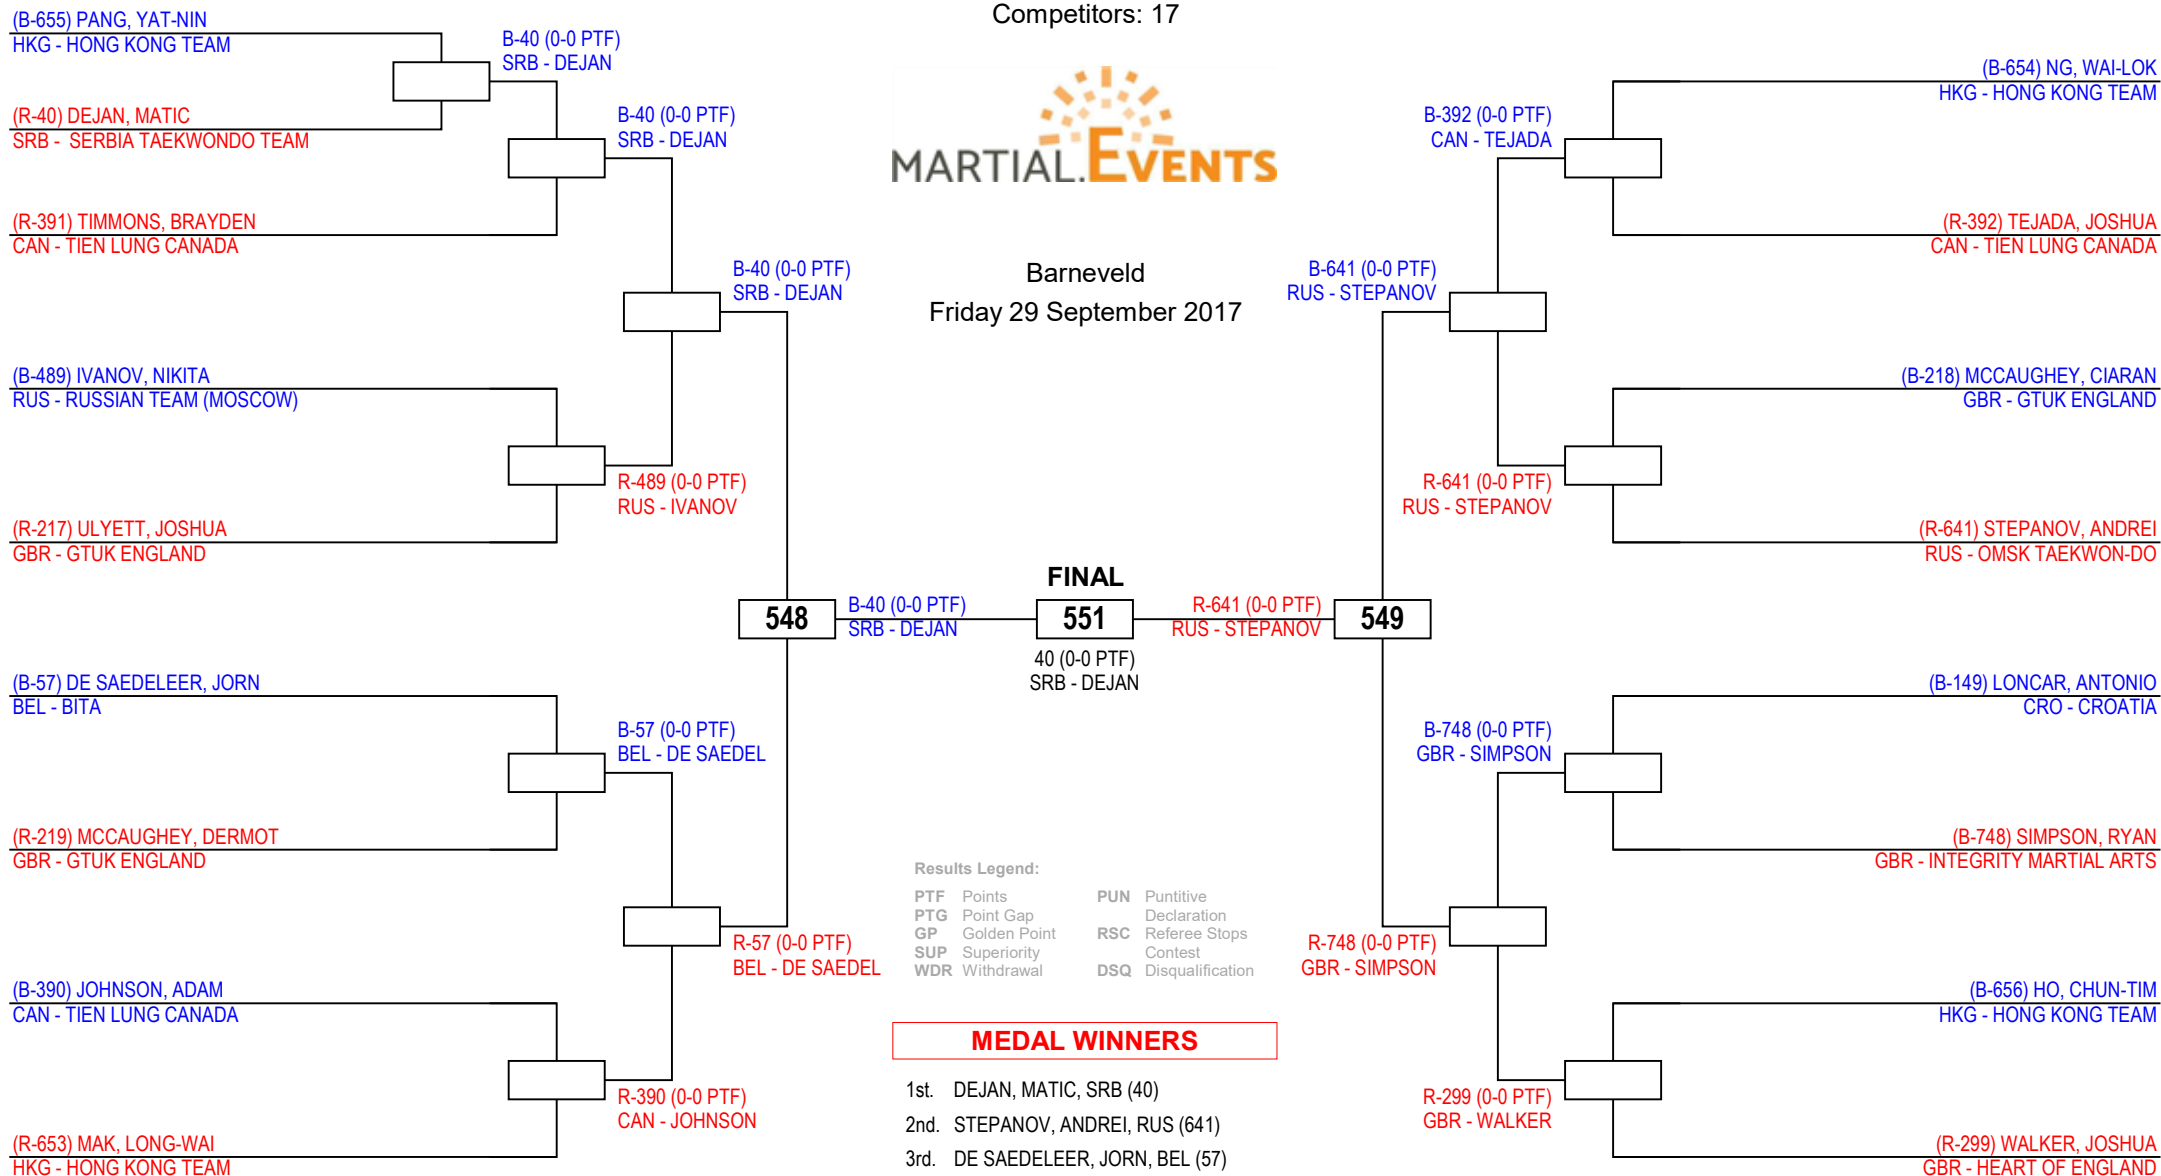 Competitors: 17
MARTIAL.EVENTS
Barneveld
Friday 29 September 2017
(B-655) PANG, YAT-NIN
HKG - HONG KONG TEAM
(R-40) DEJAN, MATIC
SRB -  SERBIA TAEKWONDO TEAM
(R-391) TIMMONS, BRAYDEN
CAN - TIEN LUNG CANADA
(B-489) IVANOV, NIKITA
RUS - RUSSIAN TEAM (MOSCOW)
(R-217) ULYETT, JOSHUA
GBR - GTUK ENGLAND
(B-57) DE SAEDELEER, JORN
BEL - BITA
(R-219) MCCAUGHEY, DERMOT
GBR - GTUK ENGLAND
(B-390) JOHNSON, ADAM
CAN - TIEN LUNG CANADA
(R-653) MAK, LONG-WAI
HKG - HONG KONG TEAM
B-40 (0-0 PTF)
SRB - DEJAN
B-40 (0-0 PTF)
SRB - DEJAN
R-489 (0-0 PTF)
RUS - IVANOV
B-57 (0-0 PTF)
BEL - DE SAEDEL
R-390 (0-0 PTF)
CAN - JOHNSON
B-40 (0-0 PTF)
SRB - DEJAN
R-57 (0-0 PTF)
BEL - DE SAEDEL
548
B-40 (0-0 PTF)
SRB - DEJAN
FINAL
551
40 (0-0 PTF)
SRB - DEJAN
R-641 (0-0 PTF)
RUS - STEPANOV
549
B-641 (0-0 PTF)
RUS - STEPANOV
R-748 (0-0 PTF)
GBR - SIMPSON
B-392 (0-0 PTF)
CAN - TEJADA
R-641 (0-0 PTF)
RUS - STEPANOV
B-748 (0-0 PTF)
GBR - SIMPSON
R-299 (0-0 PTF)
GBR - WALKER
(B-654) NG, WAI-LOK
HKG - HONG KONG TEAM
(R-392) TEJADA, JOSHUA
CAN - TIEN LUNG CANADA
(B-218) MCCAUGHEY, CIARAN
GBR - GTUK ENGLAND
(R-641) STEPANOV, ANDREI
RUS - OMSK TAEKWON-DO
(B-149) LONCAR, ANTONIO
CRO - CROATIA
(B-748) SIMPSON, RYAN
GBR - INTEGRITY MARTIAL ARTS
(B-656) HO, CHUN-TIM
HKG - HONG KONG TEAM
(R-299) WALKER, JOSHUA
GBR - HEART OF ENGLAND
Results Legend:
PTF Points
PTG Point Gap
GP Golden Point
SUP Superiority
WDR Withdrawal
PUN Puntitive
Declaration
RSC Referee Stops
Contest
DSQ Disqualification
MEDAL WINNERS
1st. DEJAN, MATIC, SRB (40)
2nd. STEPANOV, ANDREI, RUS (641)
3rd. DE SAEDELEER, JORN, BEL (57)